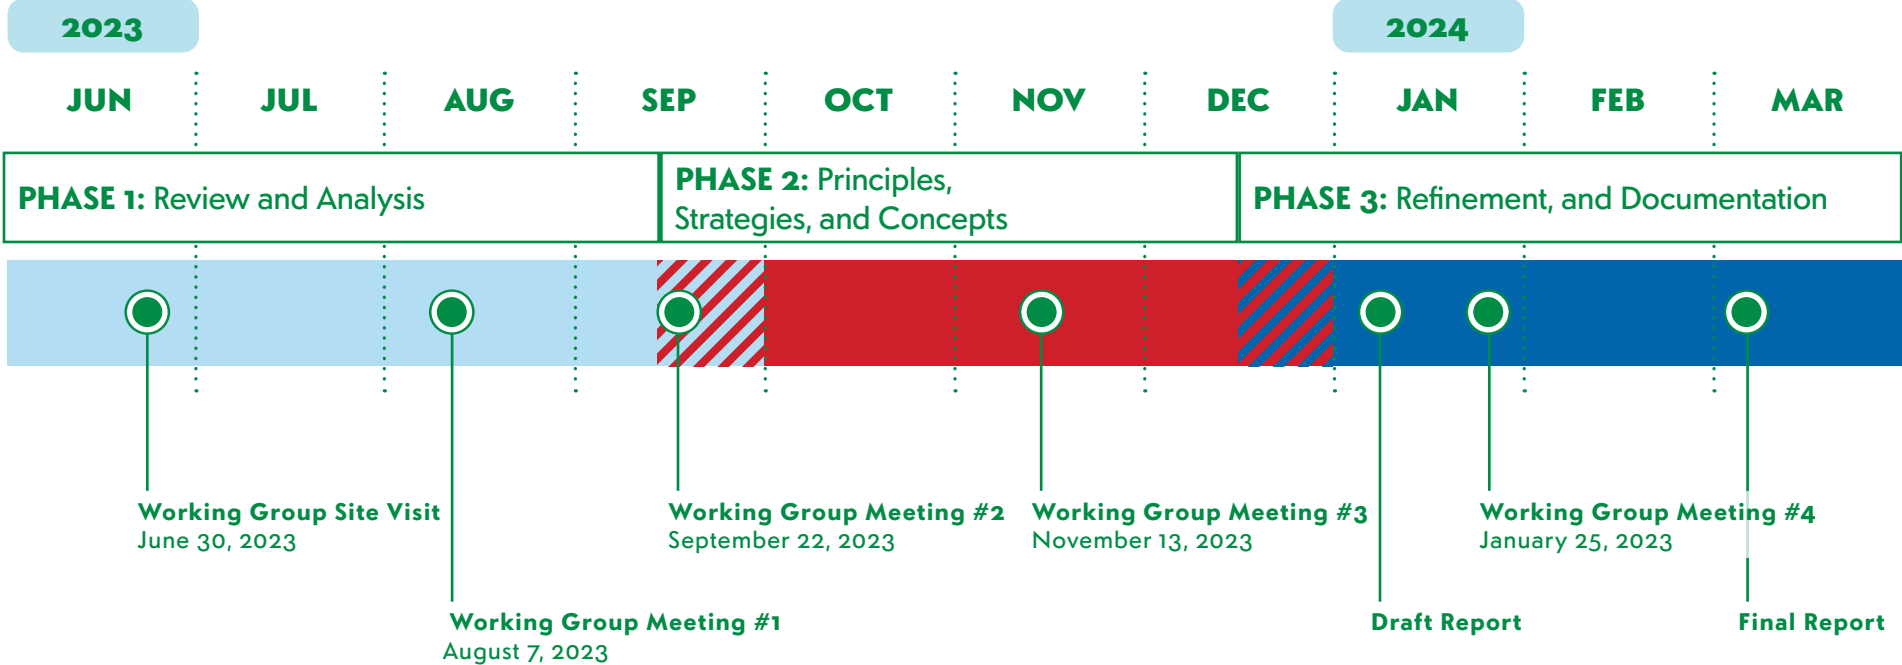 2023
2024
JUN
JUL
AUG
SEP
OCT
NOV
DEC
JAN
FEB
MAR
PHASE 1: Review and Analysis
PHASE 2: Principles,
Strategies, and Concepts
PHASE 3: Refinement, and Documentation
Working Group Site Visit
June 30, 2023
Working Group Meeting #1
August 7, 2023
Working Group Meeting #2
September 22, 2023
Working Group Meeting #3
November 13, 2023
Draft Report
Working Group Meeting #4
January 25, 2023
Final Report